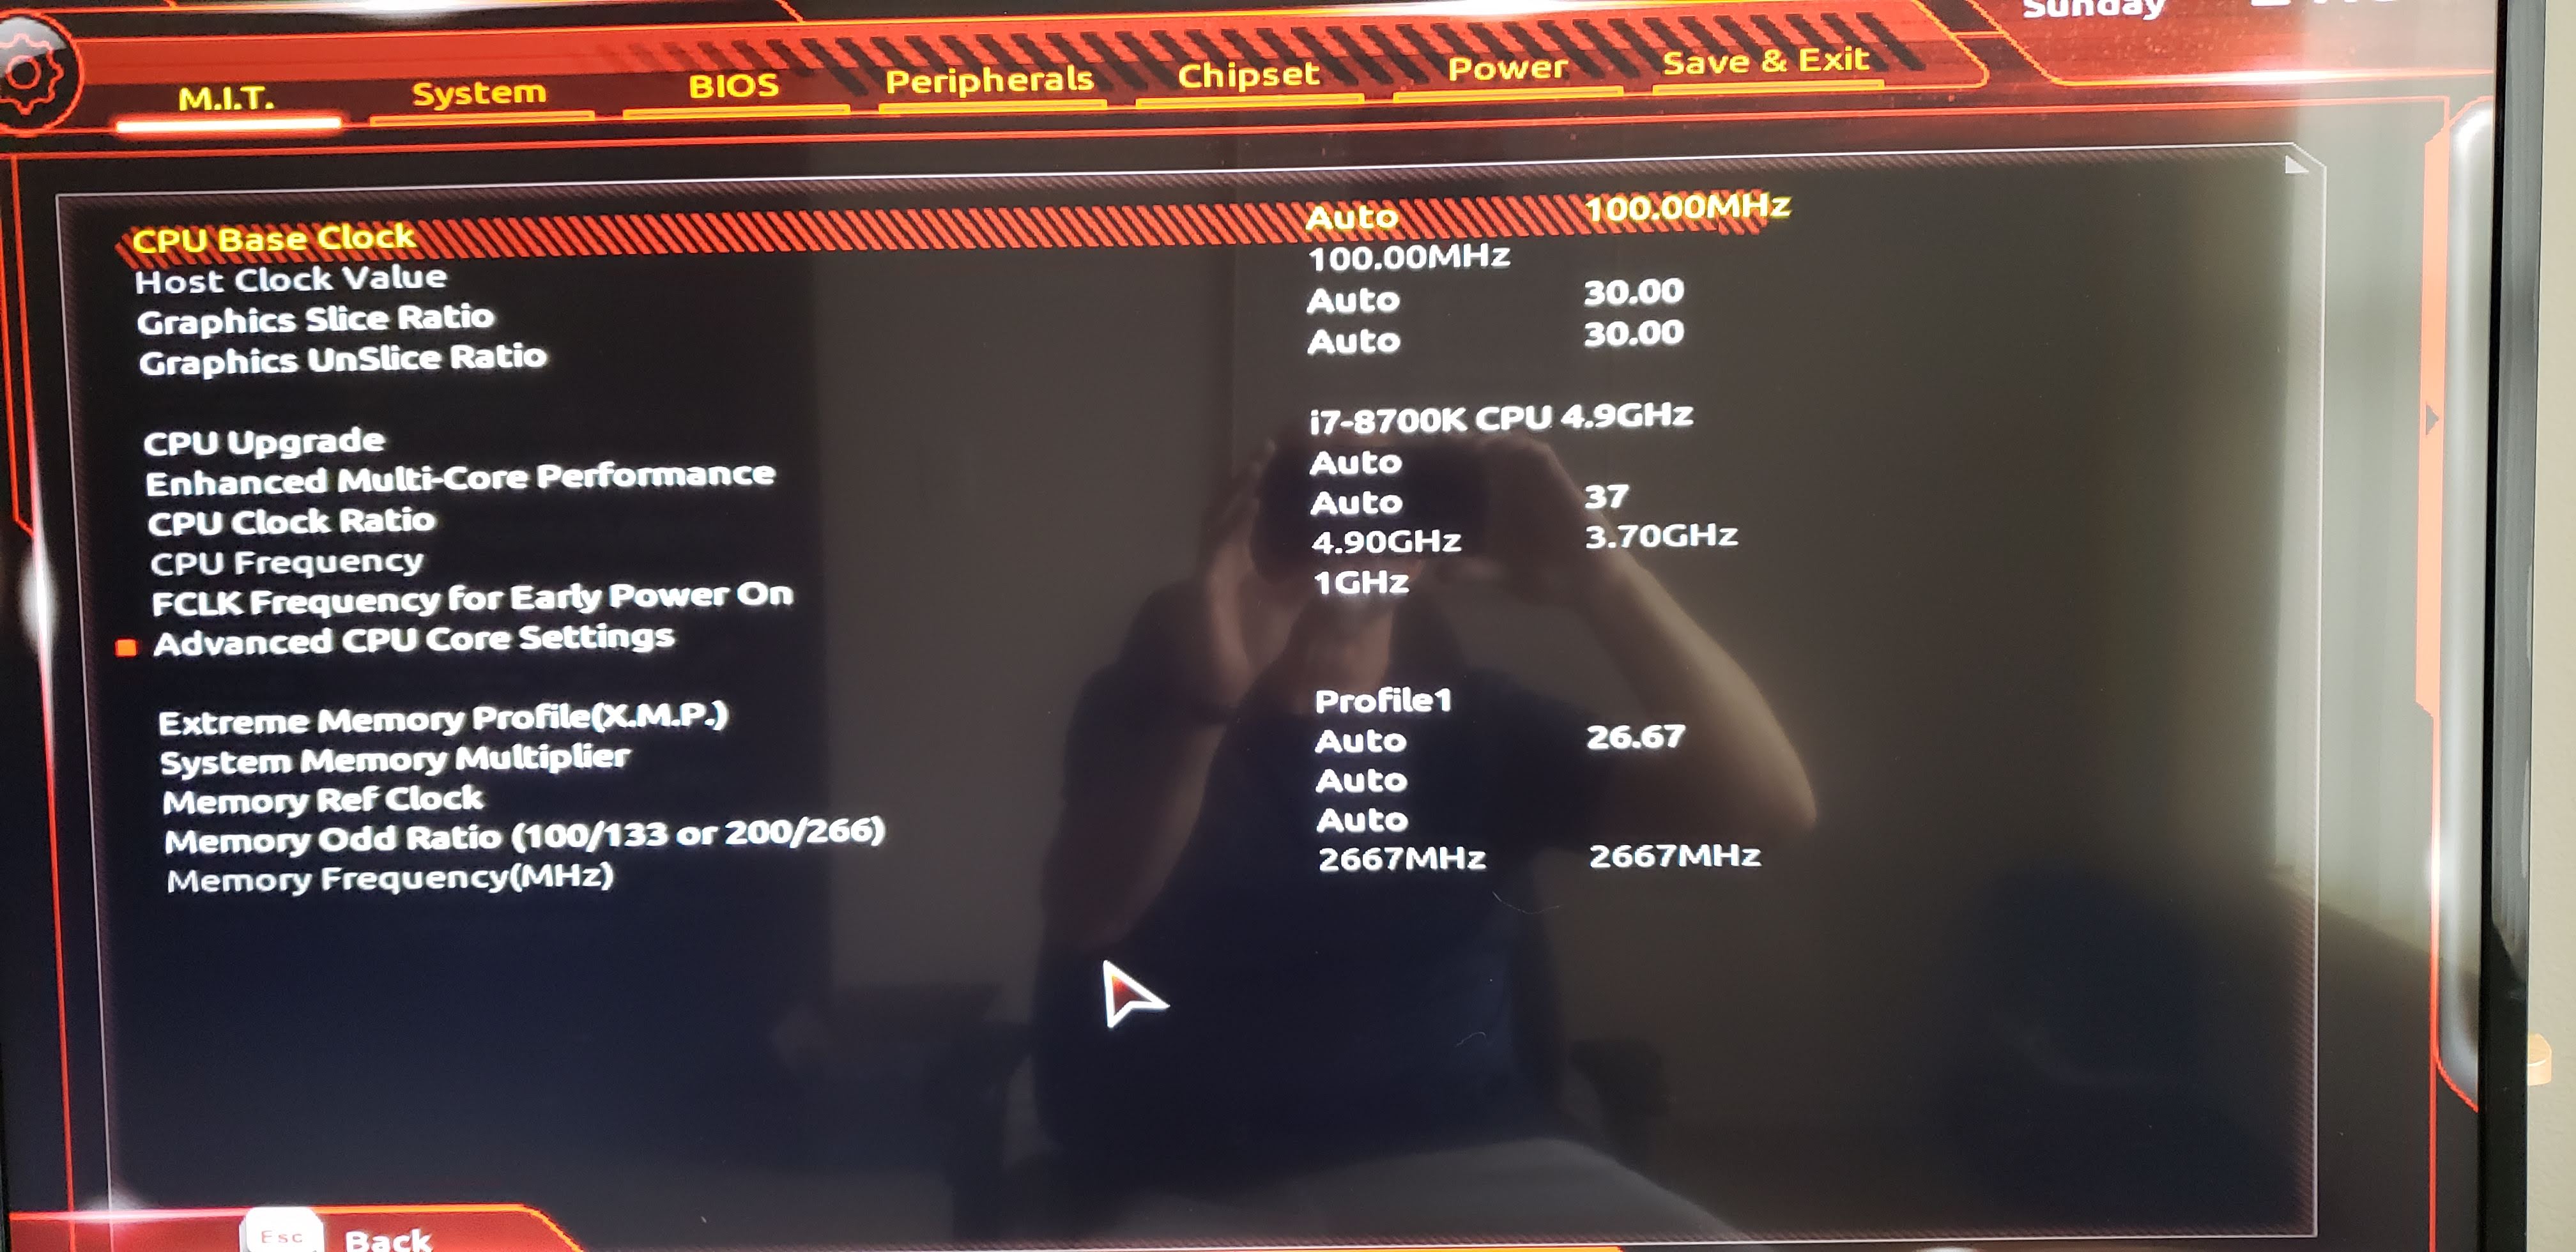 Sunday
M.I.T. System BIOS Peripherals Chipset Power Save & Exit
CPU Base Clock Auto 100.00MHz
Host Clock Value 100.00MHz
Graphics Slice Ratio Auto 30.00
Graphics UnSlice Ratio Auto 30.00
CPU Upgrade i7-8700K CPU 4.9GHz
Enhanced Multi-Core Performance Auto
CPU Clock Ratio Auto 37
CPU Frequency 4.90GHz 3.70GHz
FCLK Frequency for Early Power On 1GHz
Advanced CPU Core Settings
Extreme Memory Profile(X.M.P.) Profile1
System Memory Multiplier Auto 26.67
Memory Ref Clock Auto
Memory Odd Ratio (100/133 or 200/266) Auto
Memory Frequency(MHz) 2667MHz 2667MHz
Esc Back